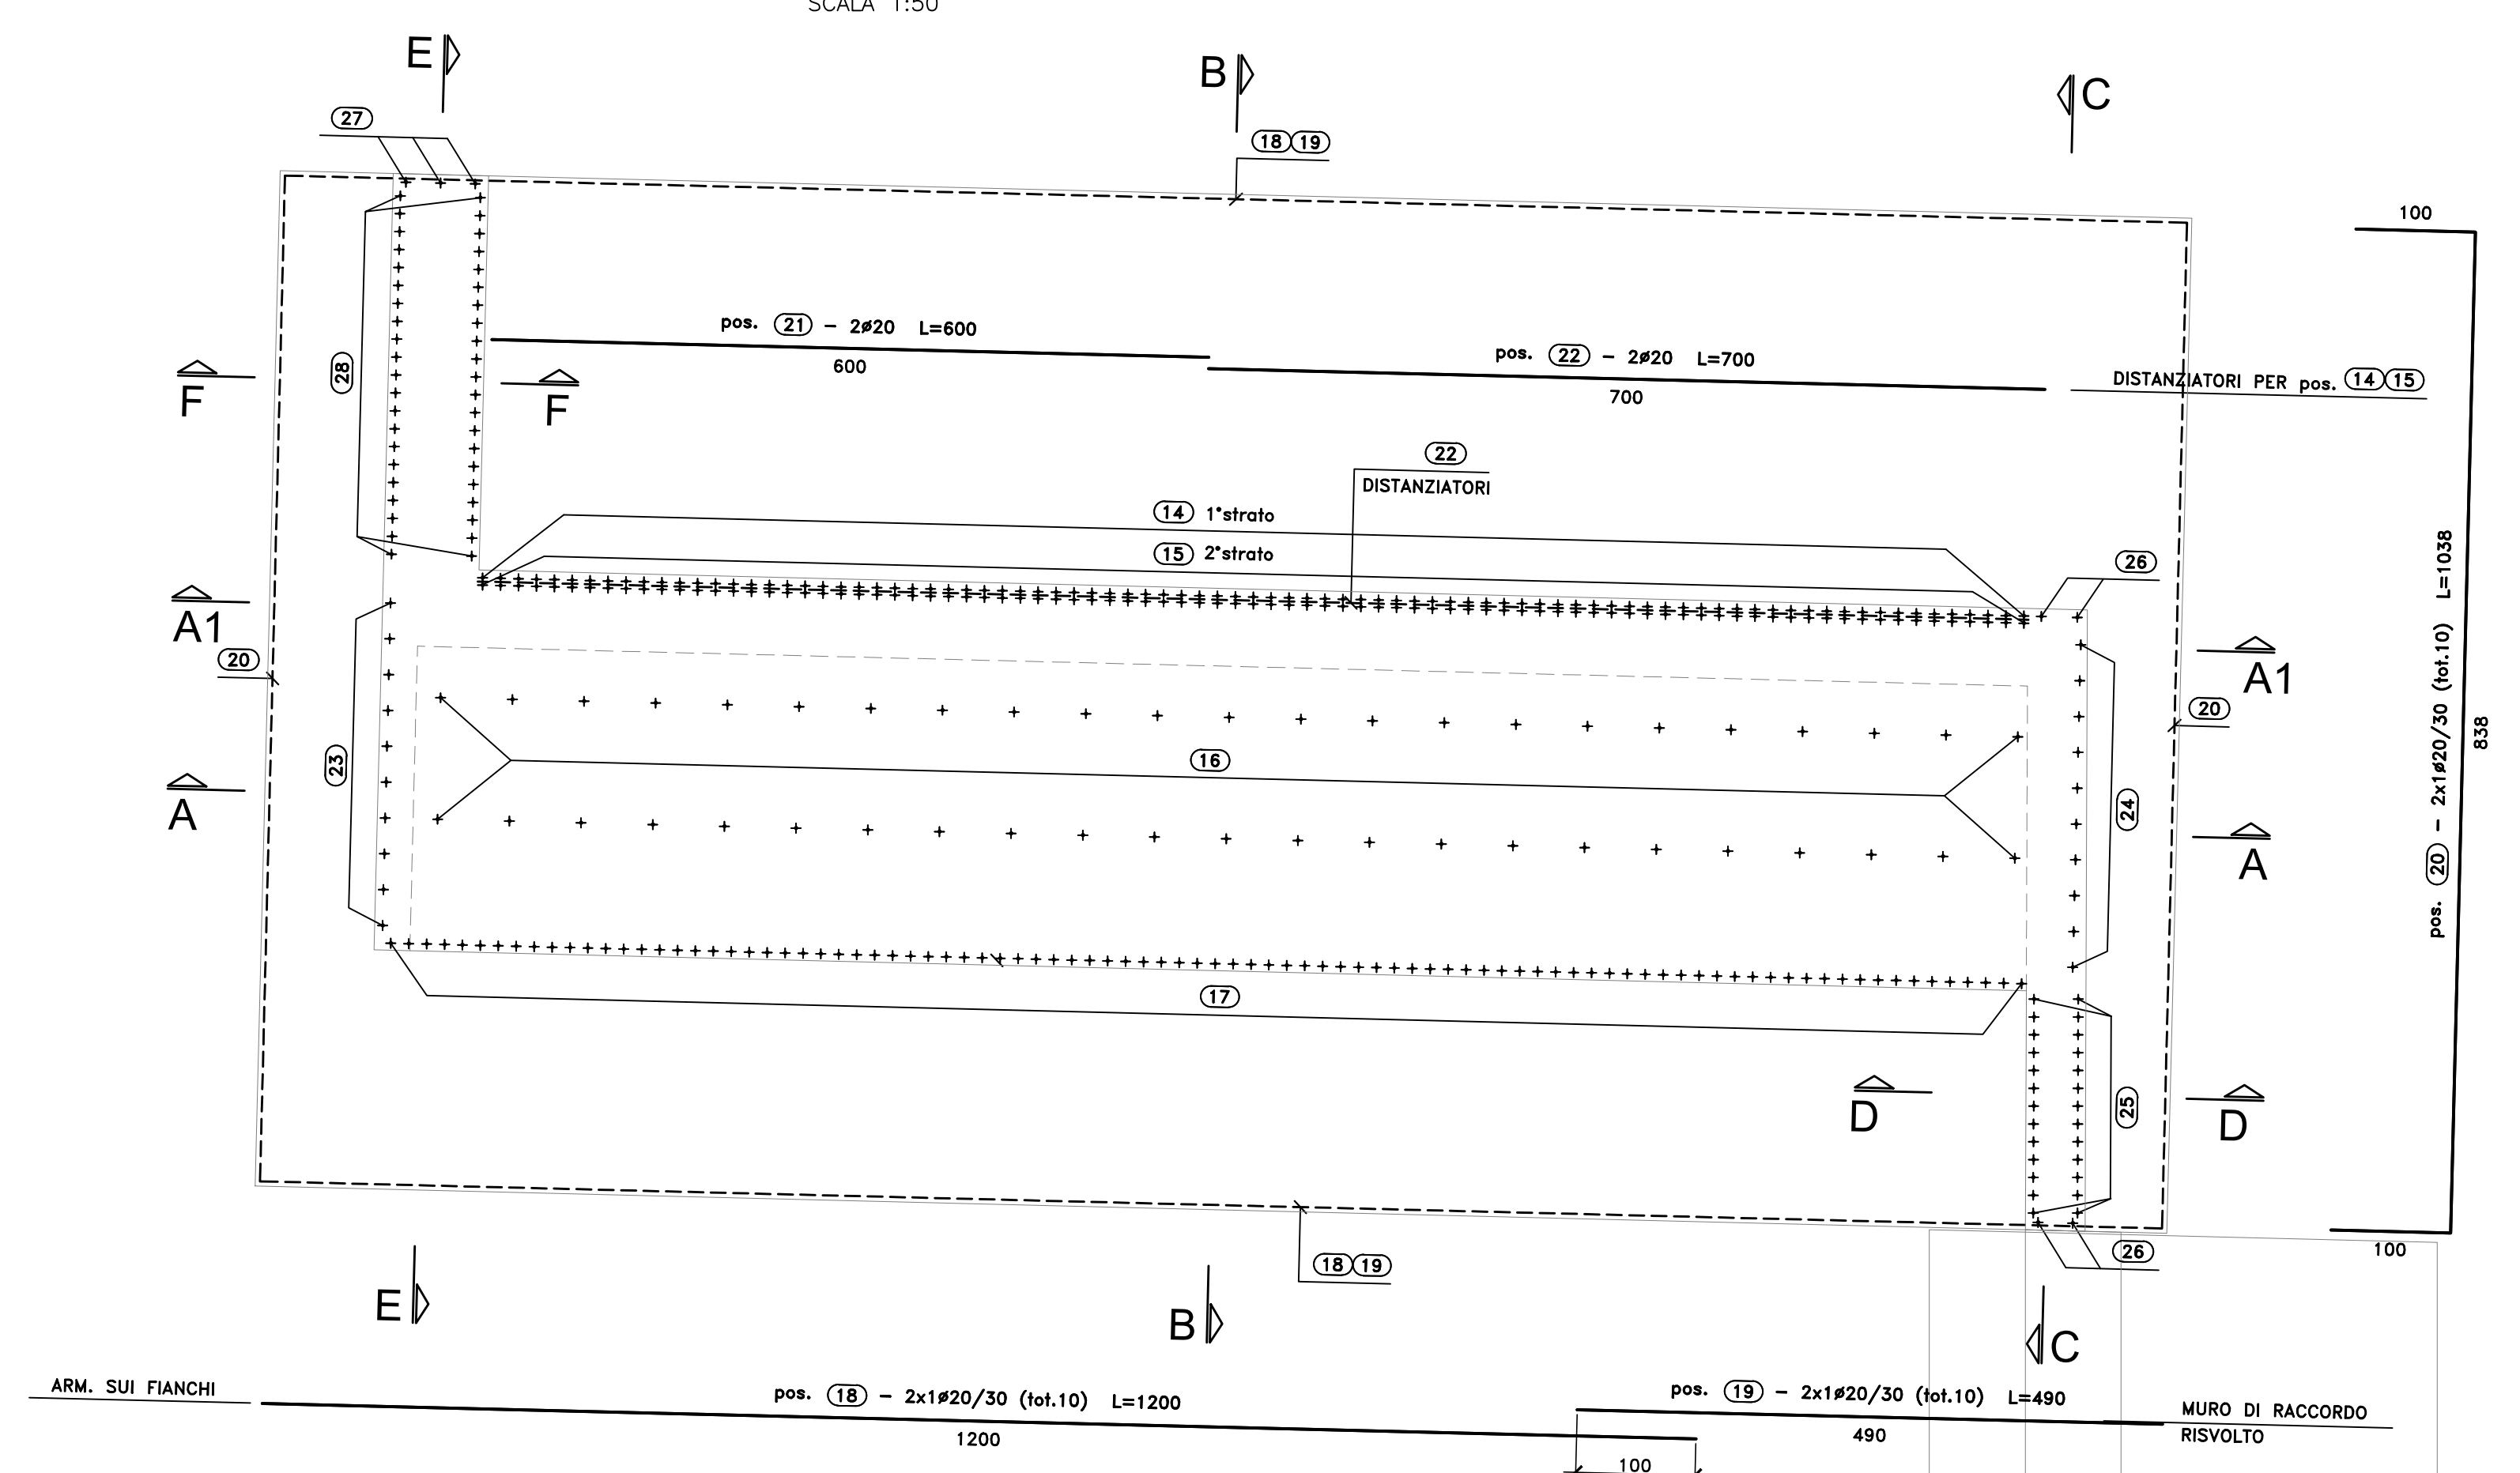 SCALA 1:50
E
B
C
27
18 19
100
pos. 21 - 2ø20 L=600
600
pos. 22 - 2ø20 L=700
700
DISTANZIATORI PER pos. 14 15
28
F
F
22
DISTANZIATORI
14 1°strato
15 2°strato
26
A1
A1
20
20
pos. 20 - 2x1ø20/30 (tot.10) L=1038
838
16
23
24
A
A
17
D
D
25
18 19
26
100
E
B
C
ARM. SUI FIANCHI
pos. 18 - 2x1ø20/30 (tot.10) L=1200
1200
pos. 19 - 2x1ø20/30 (tot.10) L=490
490
MURO DI RACCORDO
RISVOLTO
100